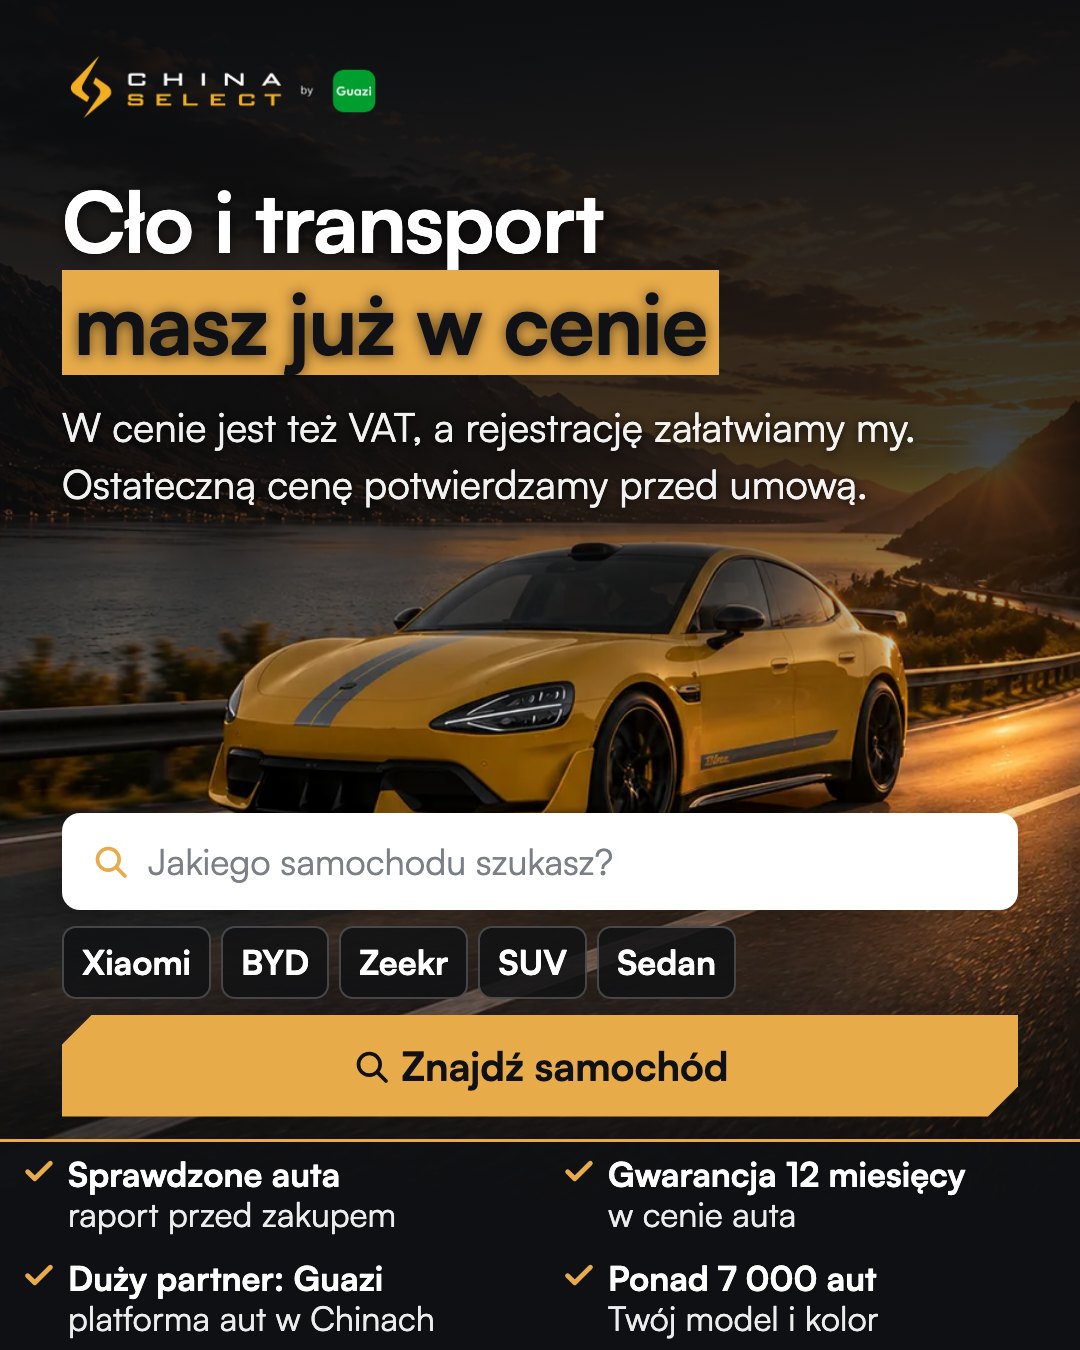 CHINA
SELECT
by
Guazi
Cło i transport
masz już w cenie
W cenie jest też VAT, a rejestrację załatwiamy my.
Ostateczną cenę potwierdzamy przed umową.
Jakiego samochodu szukasz?
Xiaomi
BYD
Zeekr
SUV
Sedan
Znajdź samochód
Sprawdzone auta
raport przed zakupem
Gwarancja 12 miesięcy
w cenie auta
Duży partner: Guazi
platforma aut w Chinach
Ponad 7 000 aut
Twój model i kolor